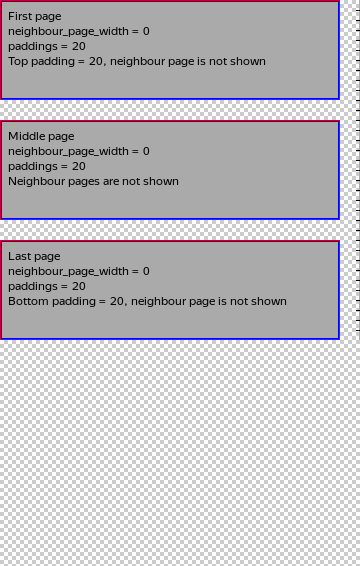 First page
neighbour_page_width = 0
paddings = 20
Top padding = 20, neighbour page is not shown
Middle page
neighbour_page_width = 0
paddings = 20
Neighbour pages are not shown
Last page
neighbour_page_width = 0
paddings = 20
Bottom padding = 20, neighbour page is not shown